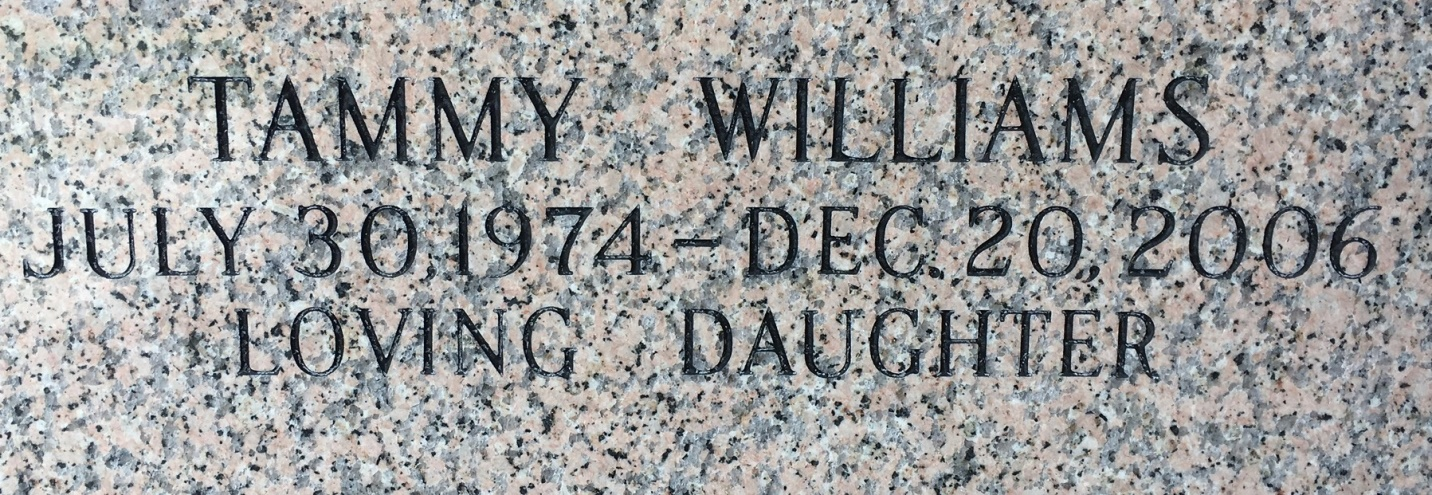 TAMMY WILLIAMS
JULY 30 1974 – DEC. 20, 2006
LOVING DAUGHTER